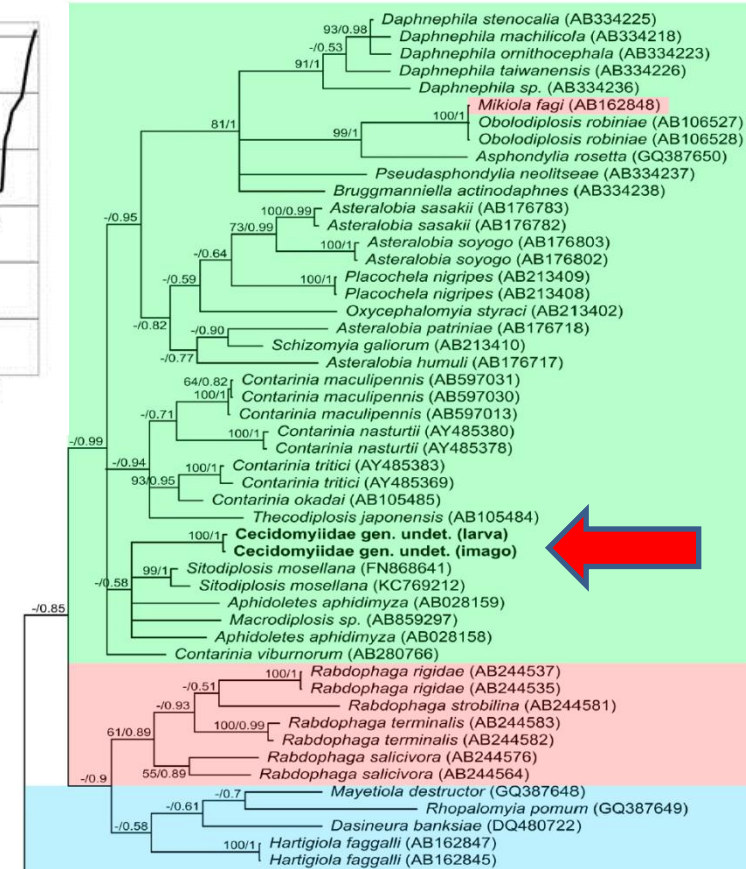 Daphnephila stenocalia (AB334225)
93/0.98
Daphnephila machilicola (AB334218)
-/0.53
Daphnephila ornithocephala (AB334223)
91/1
Daphnephila taiwanensis (AB334226)
Daphnephila sp. (AB334236)
Mikiola fagi (AB162848)
100/1
Obolodiplosis robiniae (AB106527)
81/1
99/1
Obolodiplosis robiniae (AB106528)
Asphondylia rosetta (GQ387650)
Pseudasphondylia neolitseae (AB334237)
Bruggmanniella actinodaphnes (AB334238)
100/0.99
Asteralobia sasakii (AB176783)
-/0.95
73/0.99
Asteralobia sasakii (AB176782)
100/1
Asteralobia soyogo (AB176803)
-/0.64
Asteralobia soyogo (AB176802)
-/0.59
100/1
Placochela nigripes (AB213409)
Placochela nigripes (AB213408)
Oxycephalomyia styraci (AB213402)
-/0.82
-/0.90
Asteralobia patriniae (AB176718)
Schizomyia galiorum (AB213410)
-/0.77
Asteralobia humuli (AB176717)
64/0.82
Contarinia maculipennis (AB597031)
100/1
Contarinia maculipennis (AB597030)
-/0.71
Contarinia maculipennis (AB597013)
100/1
Contarinia nasturtii (AY485380)
-/0.99
Contarinia nasturtii (AY485378)
-/0.94
100/1
Contarinia tritici (AY485383)
93/0.95
Contarinia tritici (AY485369)
Contarinia okadai (AB105485)
Thecodiplosis japonensis (AB105484)
100/1
Cecidomyiidae gen. undet. (larva)
Cecidomyiidae gen. undet. (imago)
-/0.58
99/1
Sitodiplosis mosellana (FN868641)
Sitodiplosis mosellana (KC769212)
Aphidoletes aphidimyza (AB028159)
-/0.85
Macrodiplosis sp. (AB859297)
Aphidoletes aphidimyza (AB028158)
Contarinia viburnorum (AB280766)
100/1
Rabdophaga rigidae (AB244537)
-/0.51
Rabdophaga rigidae (AB244535)
-/0.93
Rabdophaga strobilina (AB244581)
61/0.89
100/0.99
Rabdophaga terminalis (AB244583)
Rabdophaga terminalis (AB244582)
Rabdophaga salicivora (AB244576)
-/0.9
55/0.89
Rabdophaga salicivora (AB244564)
-/0.7
Mayetiola destructor (GQ387648)
-/0.61
Rhopalomyia pomum (GQ387649)
-/0.58
Dasineura banksiae (DQ480722)
100/1
Hartigiola faggalli (AB162847)
Hartigiola faggalli (AB162845)